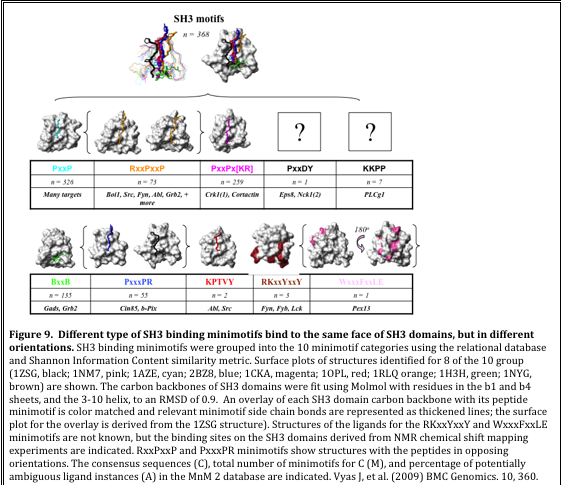 SH3 motifs
n = 368
? ?
PxxP RxxPxxP PxxPx[KR] PxxDY KKPP
n = 326 n = 75 n = 259 n = 1 n = 7
Many targets Boi1, Src, Fyn, Abl, Grb2, + more Crk1(1), Cortactin Eps8, Nck1(2) PLCg1
180°
BxxB PxxxPR KPTVY RKxxYxxY WxxxFxxLE
n = 135 n = 55 n = 2 n = 3 n = 1
Gads, Grb2 Cin85, b-Pix Abl, Src Fyn, Fyb, Lck Pex13
Figure 9. Different type of SH3 binding minimotifs bind to the same face of SH3 domains, but in different
orientations. SH3 binding minimotifs were grouped into the 10 minimotif categories using the relational database
and Shannon Information Content similarity metric. Surface plots of structures identified for 8 of the 10 group
(1ZSG, black; 1NM7, pink; 1AZE, cyan; 2BZ8, blue; 1CKA, magenta; 1OPL, red; 1RLQ orange; 1H3H, green; 1NYG,
brown) are shown. The carbon backbones of SH3 domains were fit using Molmol with residues in the b1 and b4
sheets, and the 3-10 helix, to an RMSD of 0.9. An overlay of each SH3 domain carbon backbone with its peptide
minimotif is color matched and relevant minimotif side chain bonds are represented as thickened lines; the surface
plot for the overlay is derived from the 1ZSG structure). Structures of the ligands for the RKxxYxxY and WxxxFxxLE
minimotifs are not known, but the binding sites on the SH3 domains derived from NMR chemical shift mapping
experiments are indicated. RxxPxxP and PxxxPR minimotifs show structures with the peptides in opposing
orientations. The consensus sequences (C), total number of minimotifs for C (M), and percentage of potentially
ambiguous ligand instances (A) in the MnM 2 database are indicated. Vyas J, et al. (2009) BMC Genomics. 10, 360.